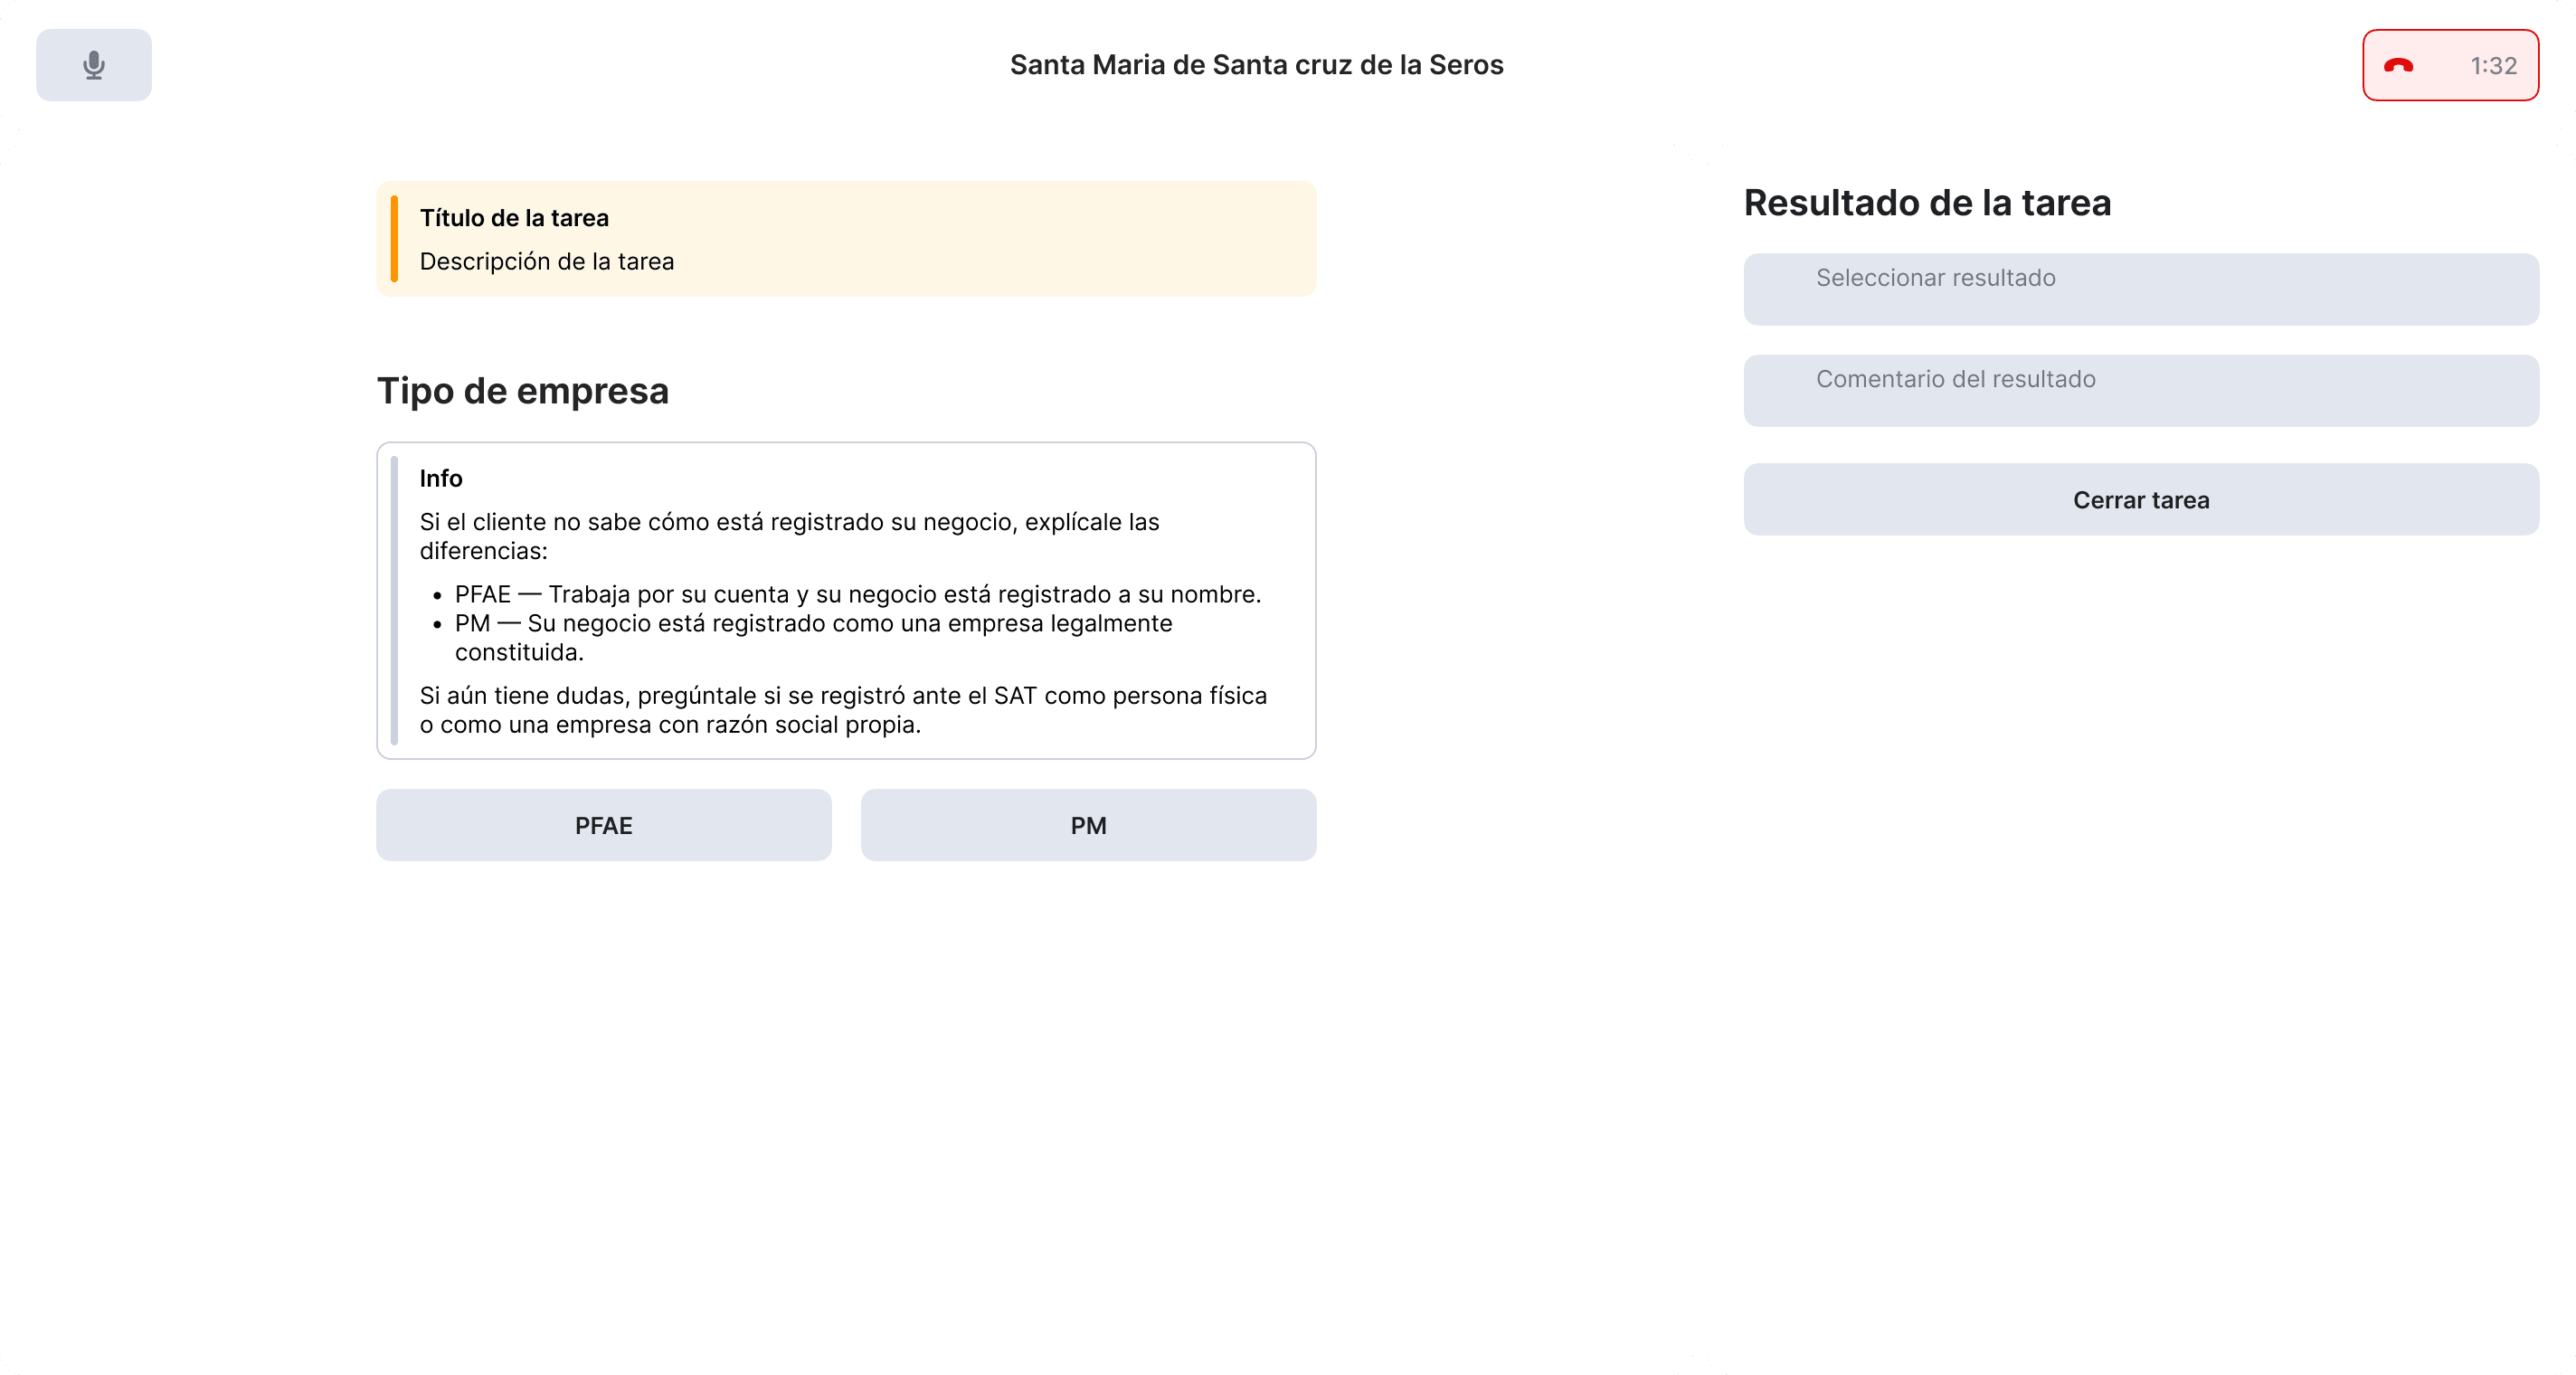 Santa Maria de Santa cruz de la Seros
1:32
Título de la tarea
Descripción de la tarea
Tipo de empresa
Info
Si el cliente no sabe cómo está registrado su negocio, explícale las
diferencias:
• PFAE — Trabaja por su cuenta y su negocio está registrado a su nombre.
• PM — Su negocio está registrado como una empresa legalmente
constituida.
Si aún tiene dudas, pregúntale si se registró ante el SAT como persona física
o como una empresa con razón social propia.
PFAE
PM
Resultado de la tarea
Seleccionar resultado
Comentario del resultado
Cerrar tarea